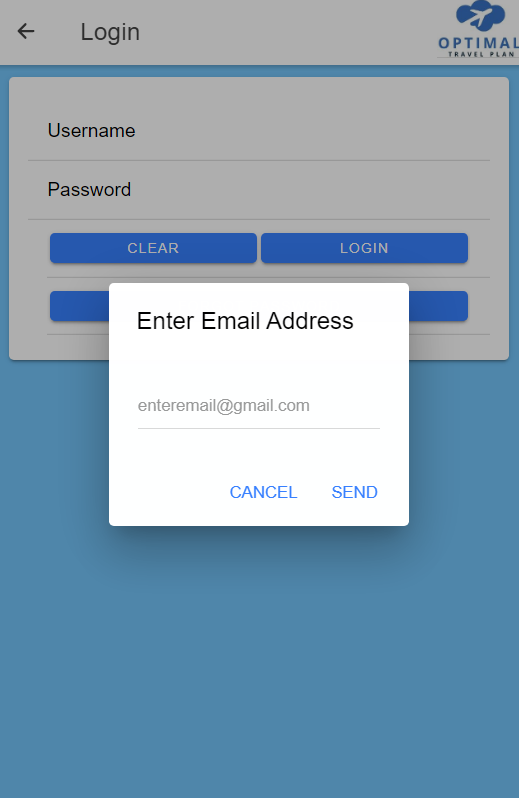 Login
OPTIMAL
TRAVEL PLAN
Username
Password
CLEAR
LOGIN
Enter Email Address
enteremail@gmail.com
CANCEL
SEND